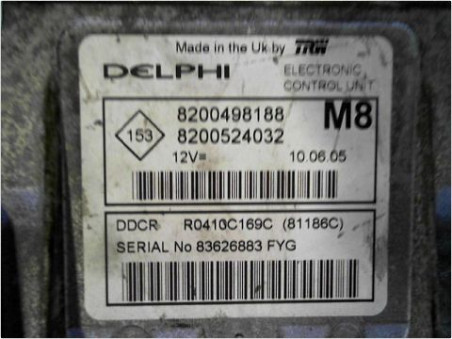 Made in the Uk by TRW
DELPHI
ELECTRONIC
CONTROL UNIT
8200498188
M8
153
8200524032
12V=
10.06.05
DDCR R0410C169C (81186C)
SERIAL No 83626883 FYG